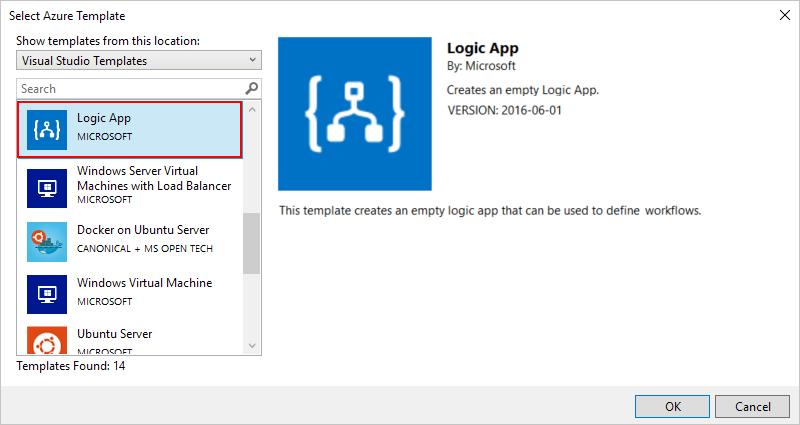 Select Azure Template
Show templates from this location:
Visual Studio Templates
Search
Logic App
MICROSOFT
Windows Server Virtual
Machines with Load Balancer
MICROSOFT
Docker on Ubuntu Server
CANONICAL + MS OPEN TECH
Windows Virtual Machine
MICROSOFT
Ubuntu Server
MICROSOFT
Templates Found: 14
Logic App
By: Microsoft
Creates an empty Logic App.
VERSION: 2016-06-01
This template creates an empty logic app that can be used to define workflows.
OK
Cancel